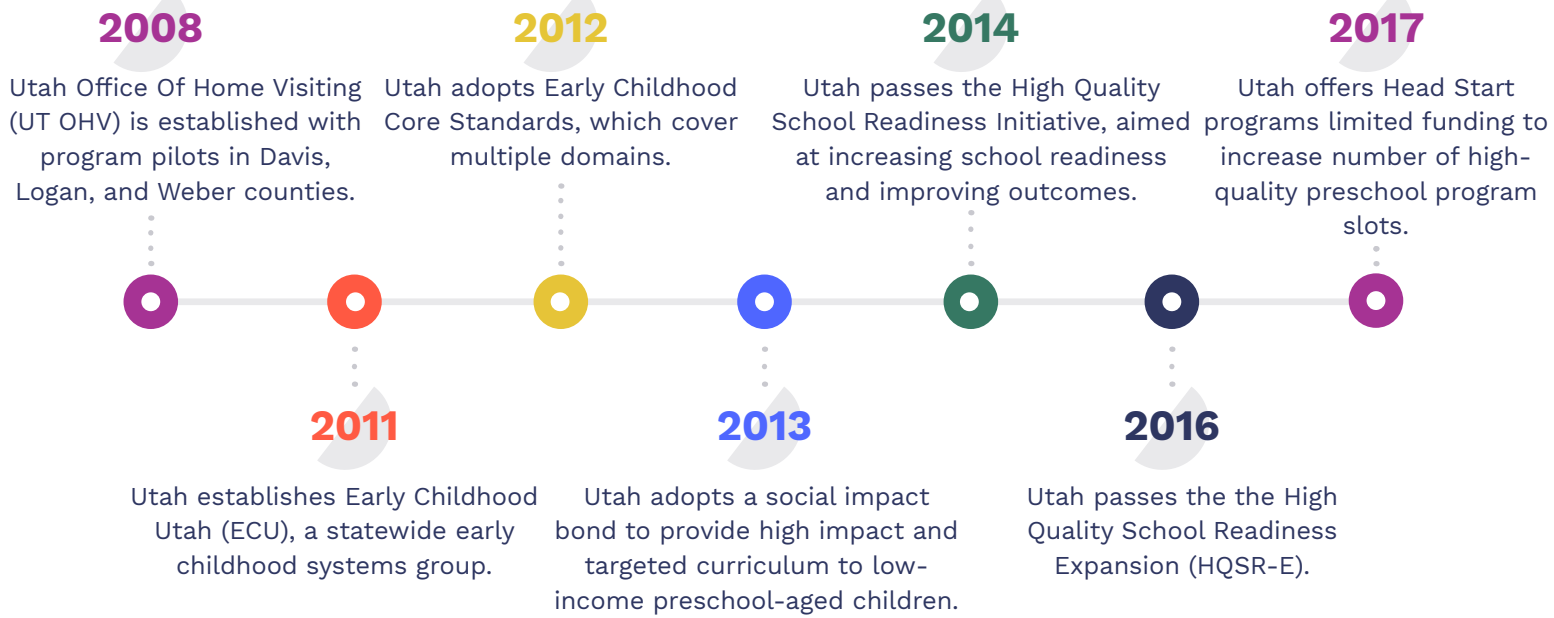 2008
Utah Office Of Home Visiting
(UT OHV) is established with
program pilots in Davis,
Logan, and Weber counties.
2011
Utah establishes Early Childhood
Utah (ECU), a statewide early
childhood systems group.
2012
Utah adopts Early Childhood
Core Standards, which cover
multiple domains.
2013
Utah adopts a social impact
bond to provide high impact and
targeted curriculum to low-
income preschool-aged children.
2014
Utah passes the High Quality
School Readiness Initiative, aimed
at increasing school readiness
and improving outcomes.
2016
Utah passes the the High
Quality School Readiness
Expansion (HQSR-E).
2017
Utah offers Head Start
programs limited funding to
increase number of high-
quality preschool program
slots.